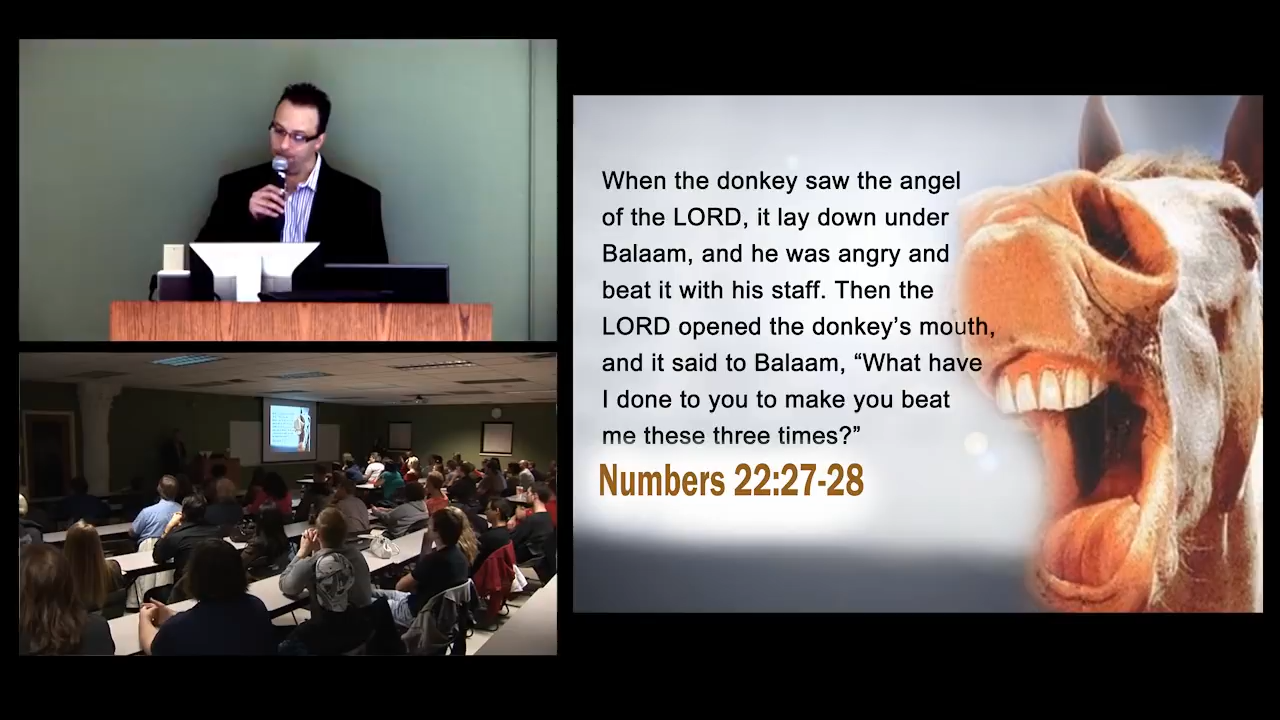 When the donkey saw the angel
of the LORD, it lay down under
Balaam, and he was angry and
beat it with his staff. Then the
LORD opened the donkey’s mouth,
and it said to Balaam, “What have
I done to you to make you beat
me these three times?”
Numbers 22:27-28